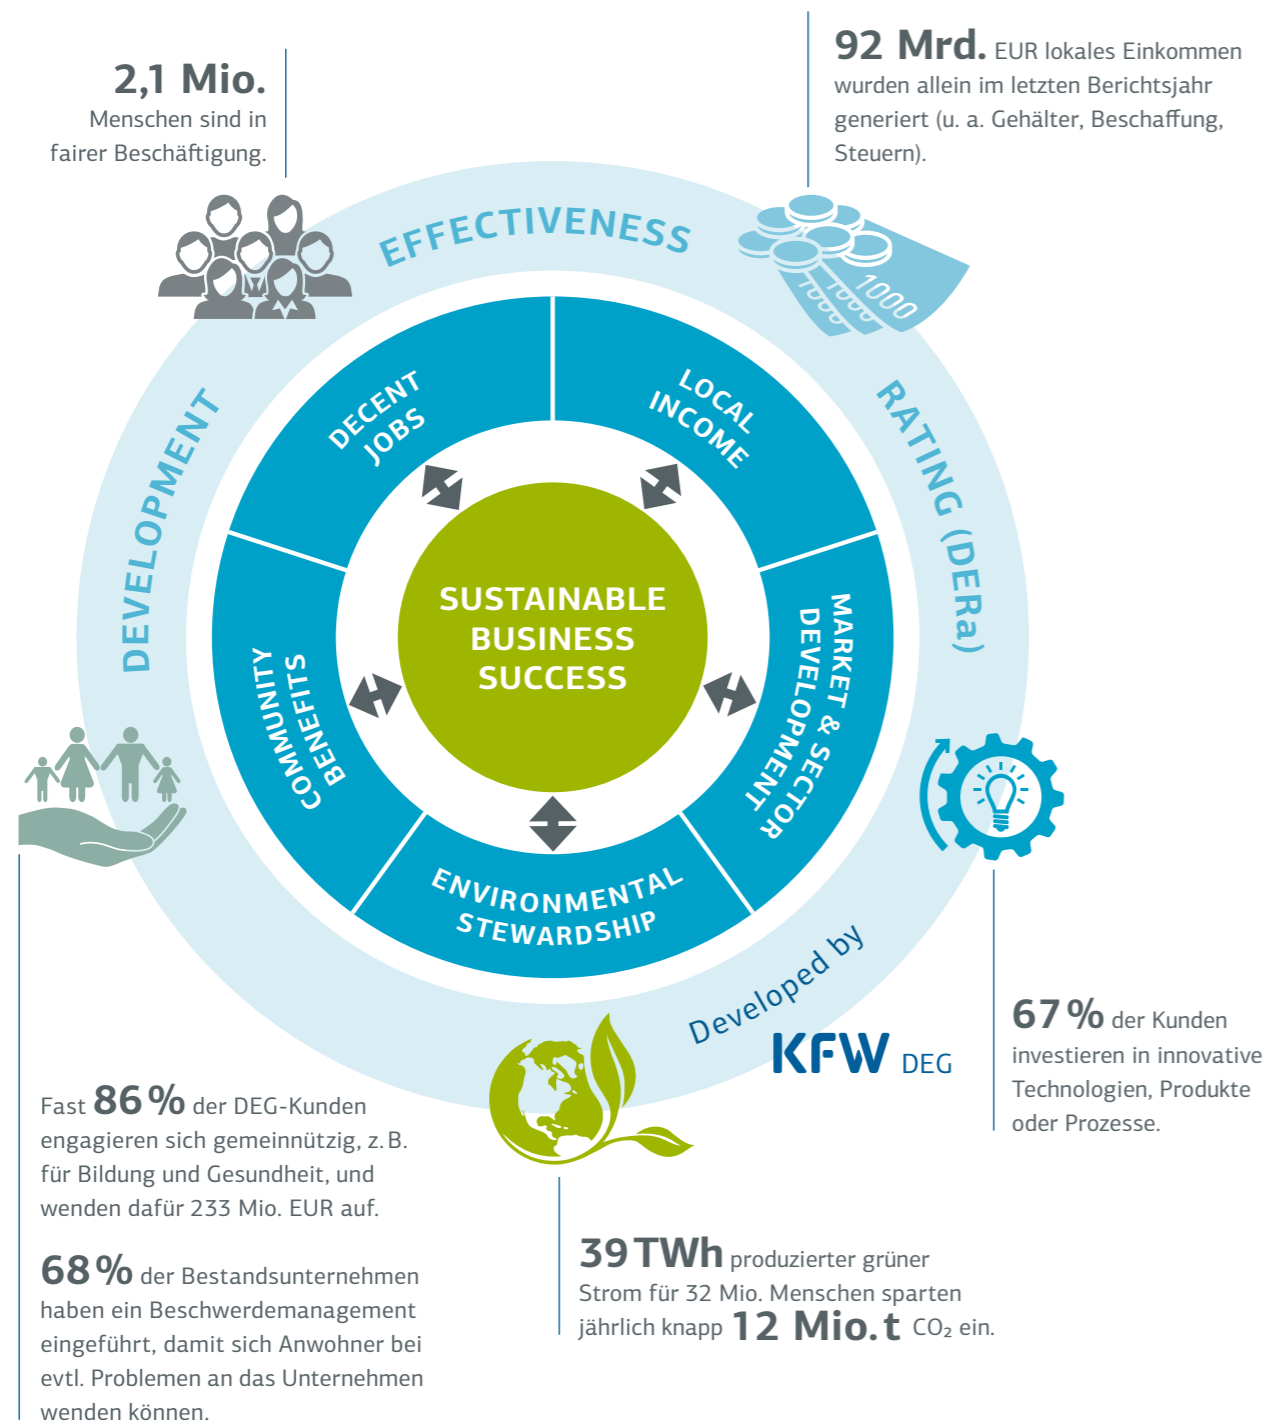 2,1 Mio.
Menschen sind in
fairer Beschäftigung.
92 Mrd. EUR lokales Einkommen
wurden allein im letzten Berichtsjahr
generiert (u. a. Gehälter, Beschaffung,
Steuern).
DEVELOPMENT
EFFECTIVENESS
RATING (DERa)
1000
1000
1000
DECENT
JOBS
LOCAL
INCOME
MARKET & SECTOR
DEVELOPMENT
ENVIRONMENTAL
STEWARDSHIP
COMMUNITY
BENEFITS
SUSTAINABLE
BUSINESS
SUCCESS
Developed by
KFW DEG
67 % der Kunden
investieren in innovative
Technologien, Produkte
oder Prozesse.
Fast 86 % der DEG-Kunden
engagieren sich gemeinnützig, z. B.
für Bildung und Gesundheit, und
wenden dafür 233 Mio. EUR auf.
68 % der Bestandsunternehmen
haben ein Beschwerdemanagement
eingeführt, damit sich Anwohner bei
evtl. Problemen an das Unternehmen
wenden können.
39 TWh produzierter grüner
Strom für 32 Mio. Menschen sparten
jährlich knapp 12 Mio. t CO₂ ein.